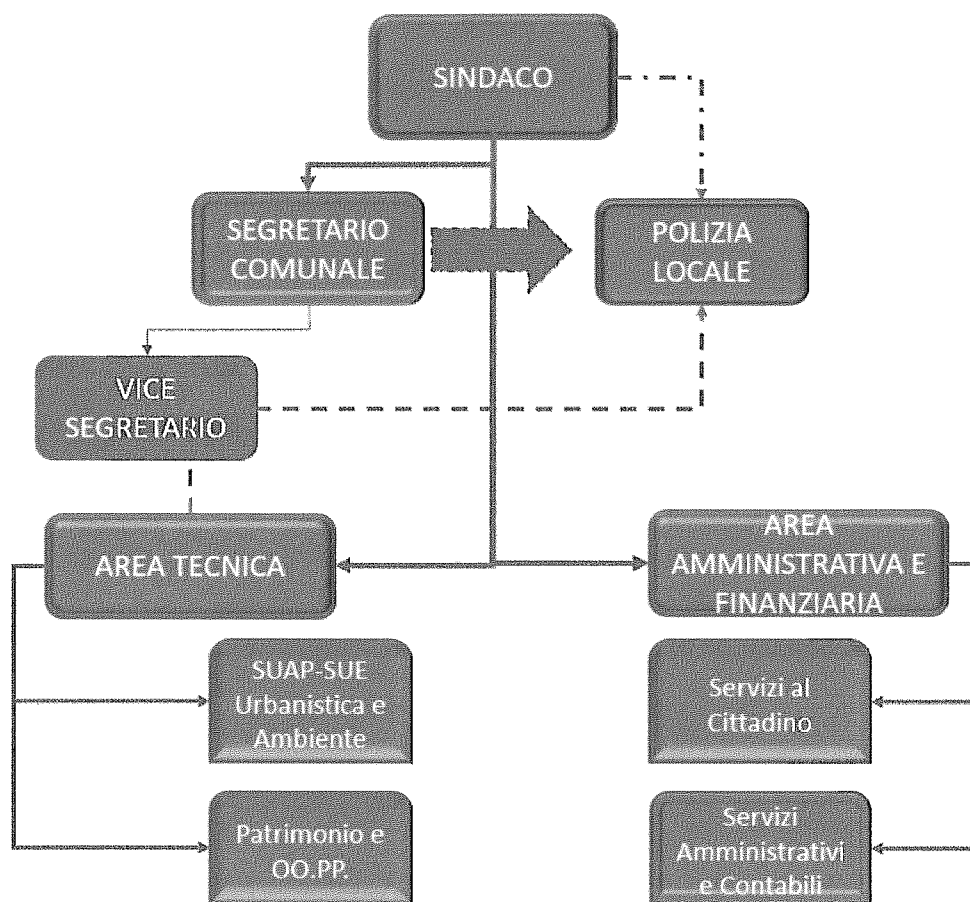 SINDACO
SEGRETARIO
COMUNALE
POLIZIA
LOCALE
VICE
SEGRETARIO
AREA TECNICA
AREA
AMMINISTRATIVA E
FINANZIARIA
SUAP-SUE
Urbanistica e
Ambiente
Servizi al
Cittadino
Patrimonio e
OO.PP.
Servizi
Amministrativi
e Contabili